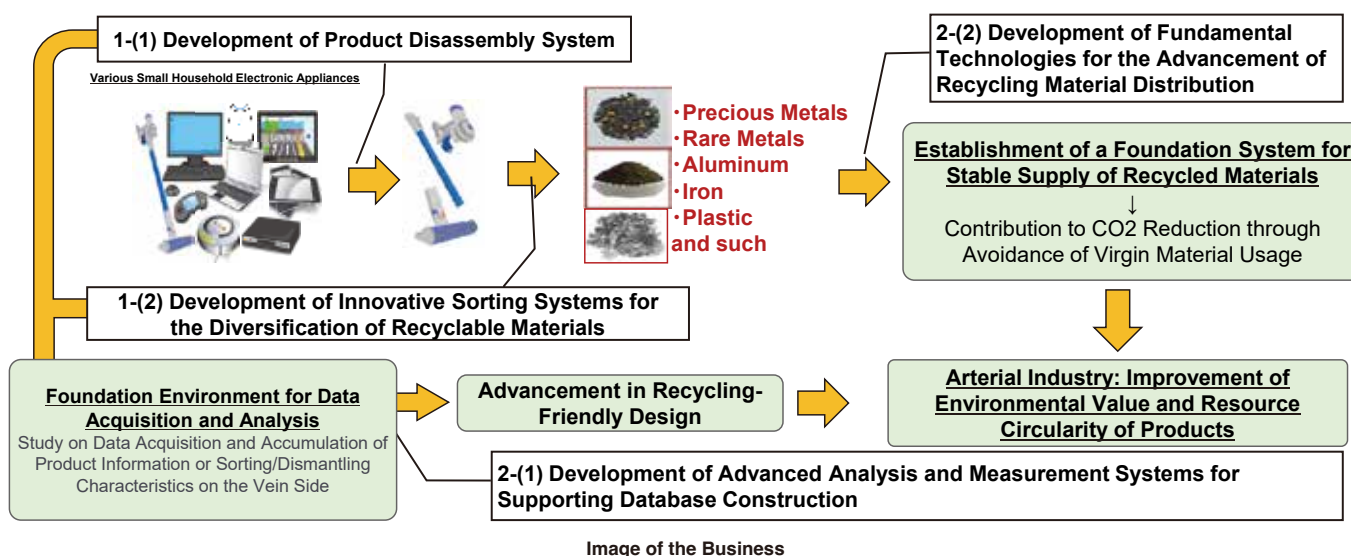 1-(1) Development of Product Disassembly System
Various Small Household Electronic Appliances
・Precious Metals
・Rare Metals
・Aluminum
・Iron
・Plastic
and such
2-(2) Development of Fundamental
Technologies for the Advancement of
Recycling Material Distribution
Establishment of a Foundation System for
Stable Supply of Recycled Materials
↓
Contribution to CO2 Reduction through
Avoidance of Virgin Material Usage
1-(2) Development of Innovative Sorting Systems for
the Diversification of Recyclable Materials
Foundation Environment for Data
Acquisition and Analysis
Study on Data Acquisition and Accumulation of
Product Information or Sorting/Dismantling
Characteristics on the Vein Side
Advancement in Recycling-
Friendly Design
Arterial Industry: Improvement of
Environmental Value and Resource
Circularity of Products
2-(1) Development of Advanced Analysis and Measurement Systems for
Supporting Database Construction
Image of the Business